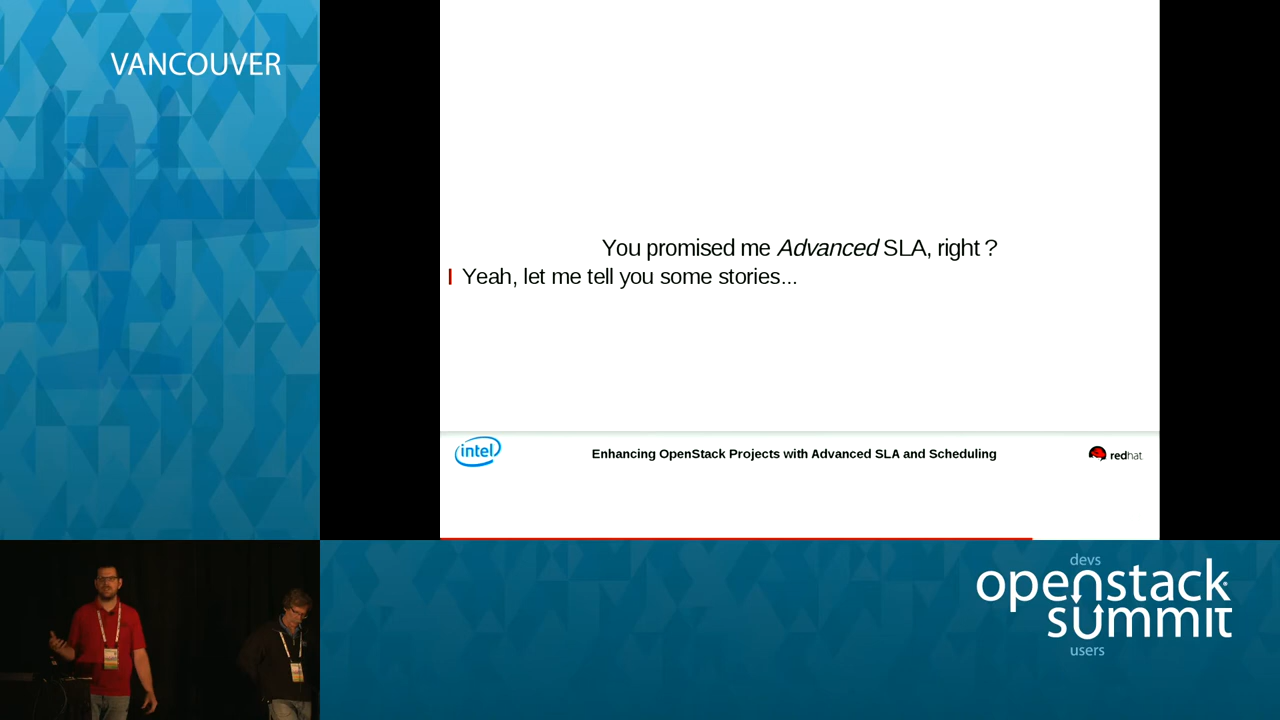 VANCOUVER
You promised me Advanced SLA, right ?
Yeah, let me tell you some stories...
intel
Enhancing OpenStack Projects with Advanced SLA and Scheduling
redhat
devs
openstack
summit
users